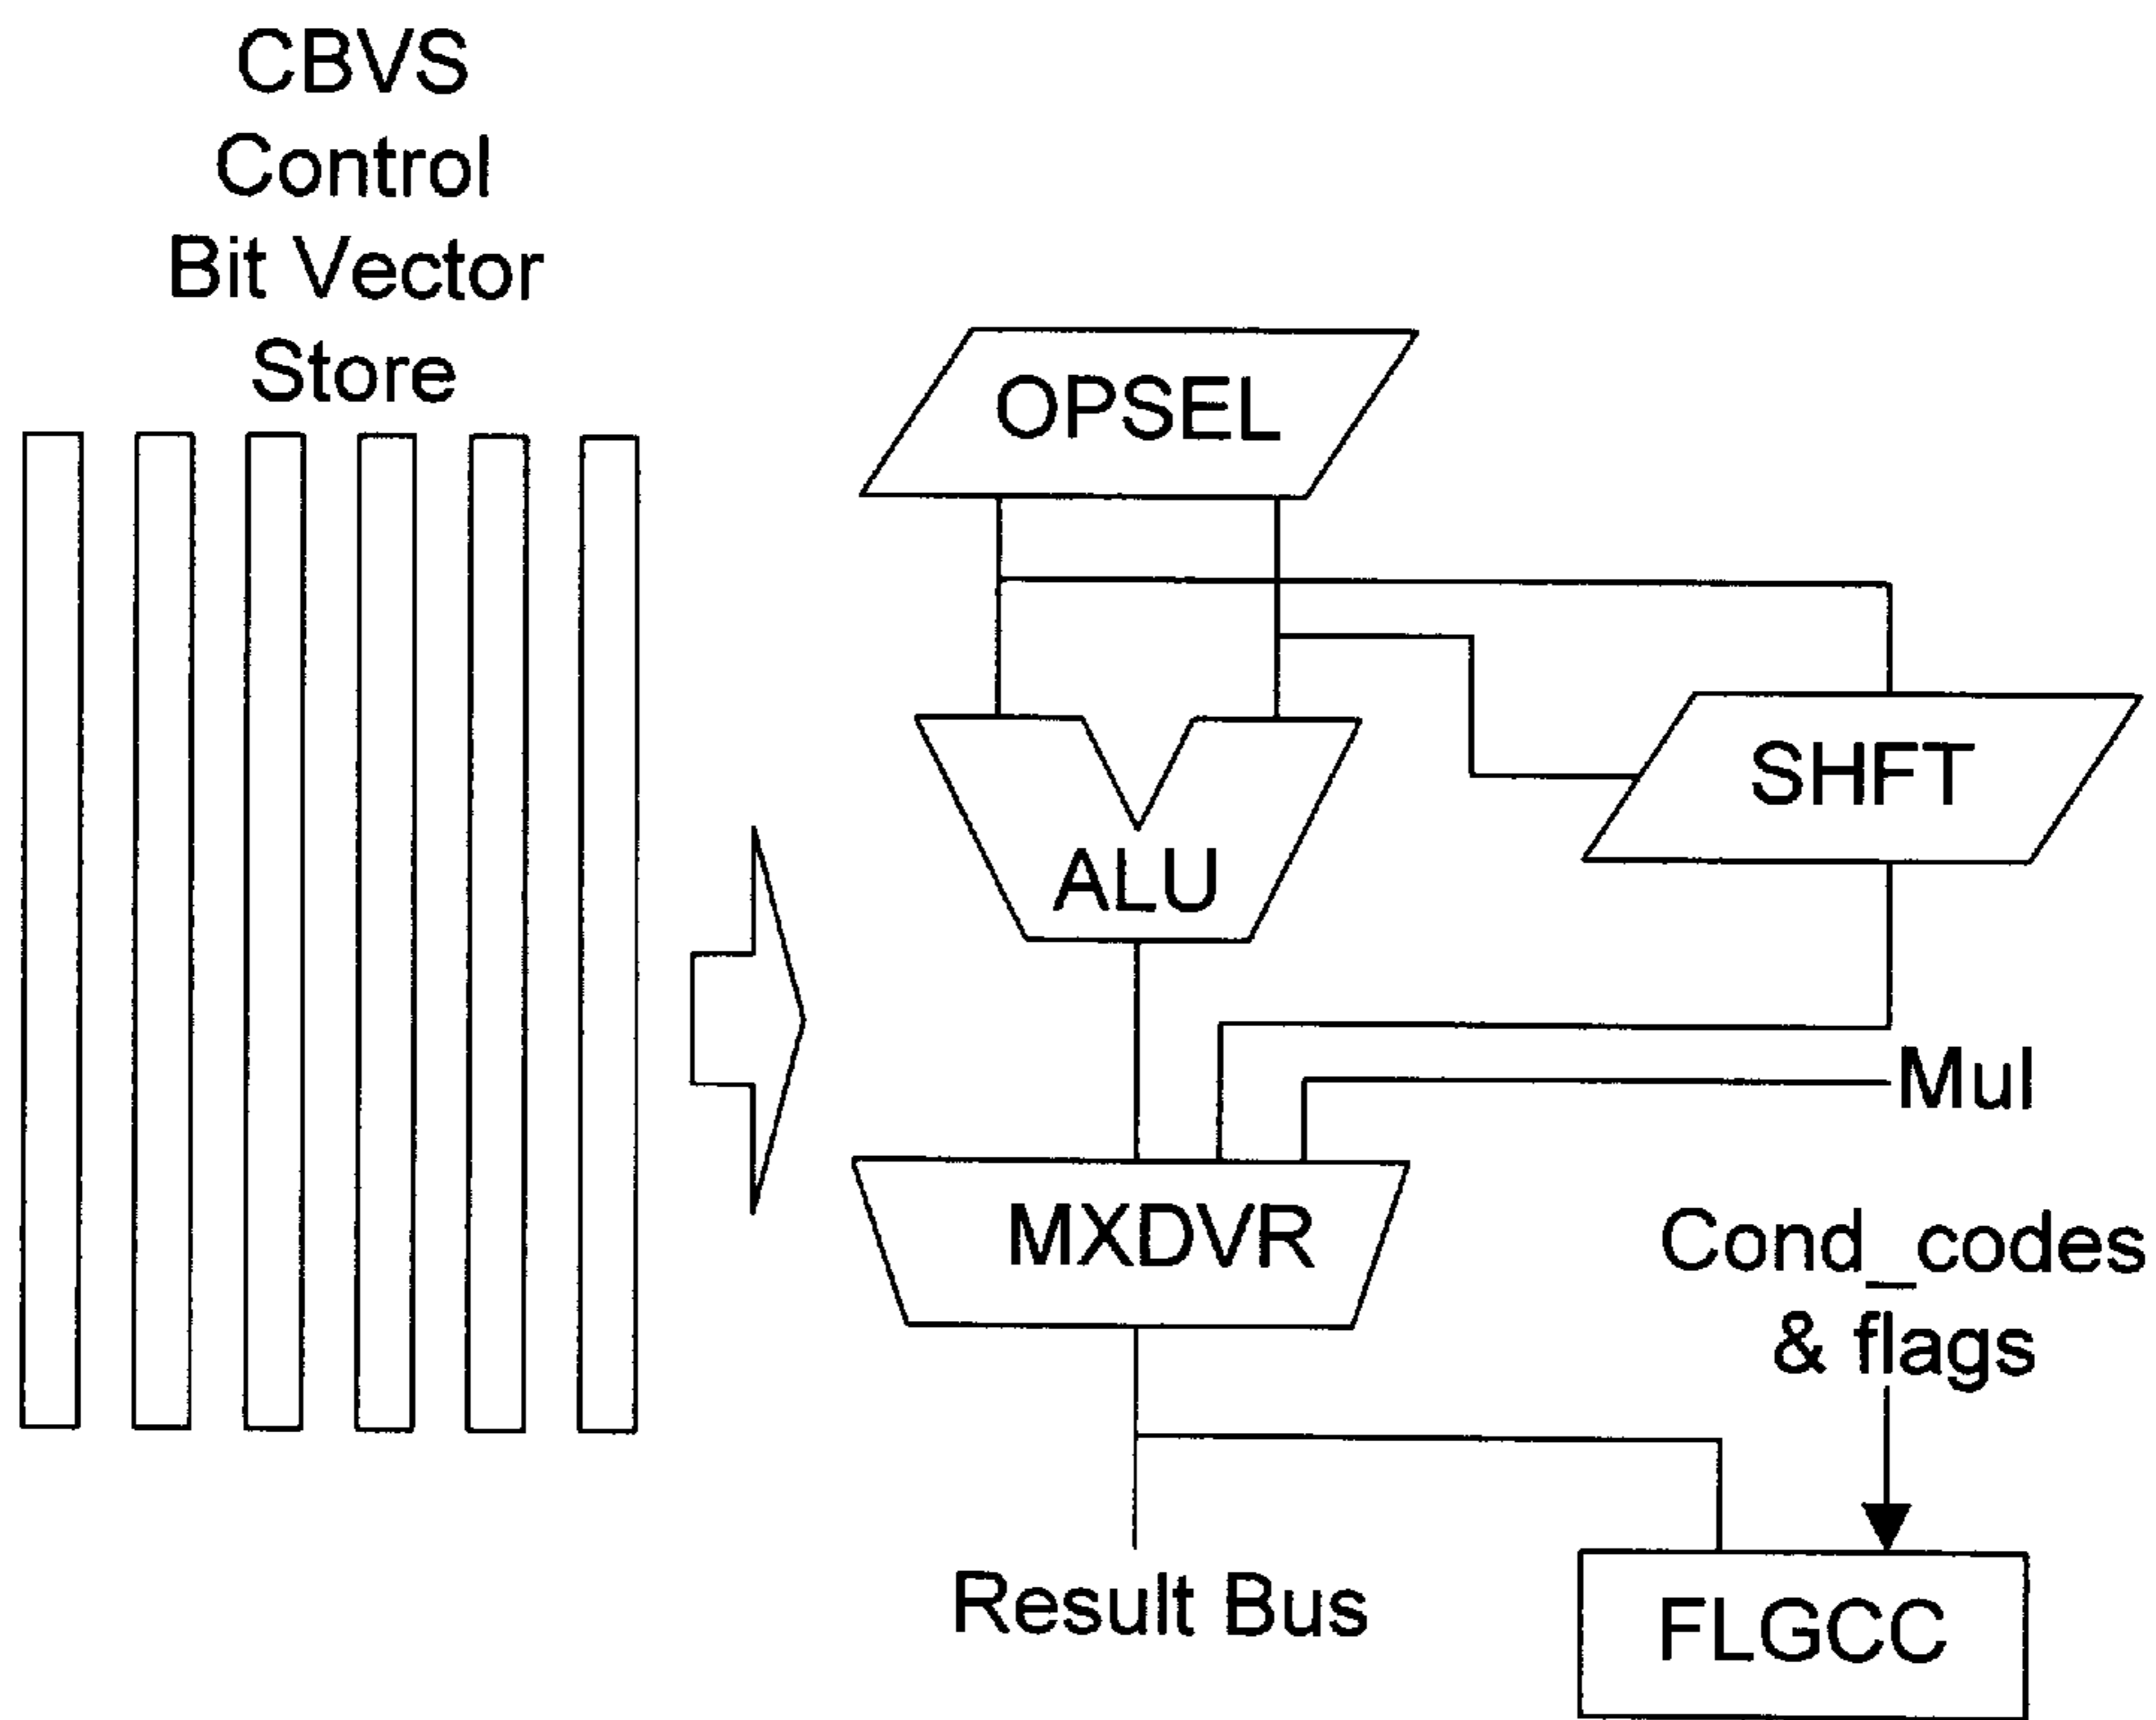 CBVS
Control
Bit Vector
Store
OPSEL
SHFT
ALU
Mul
MXDVR
Cond_codes
& flags
Result Bus
FLGCC